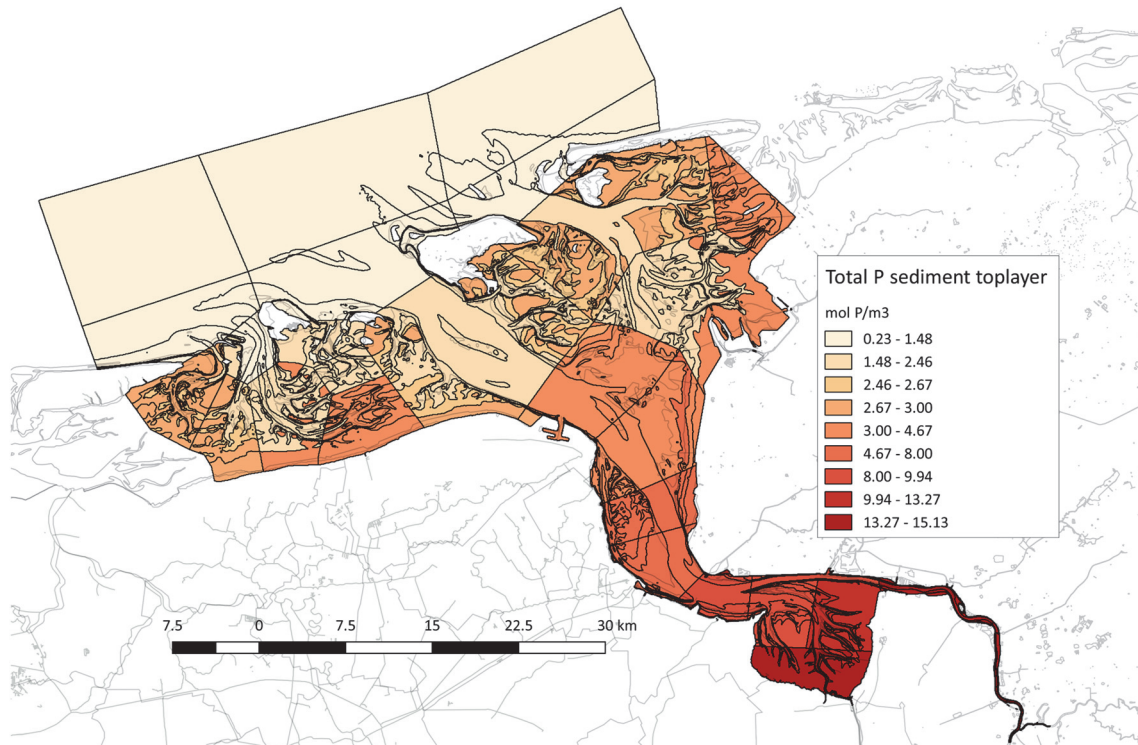 Total P sediment toplayer
mol P/m3
0.23 - 1.48
1.48 - 2.46
2.46 - 2.67
2.67 - 3.00
3.00 - 4.67
4.67 - 8.00
8.00 - 9.94
9.94 - 13.27
13.27 - 15.13
7.5 0 7.5 15 22.5 30 km